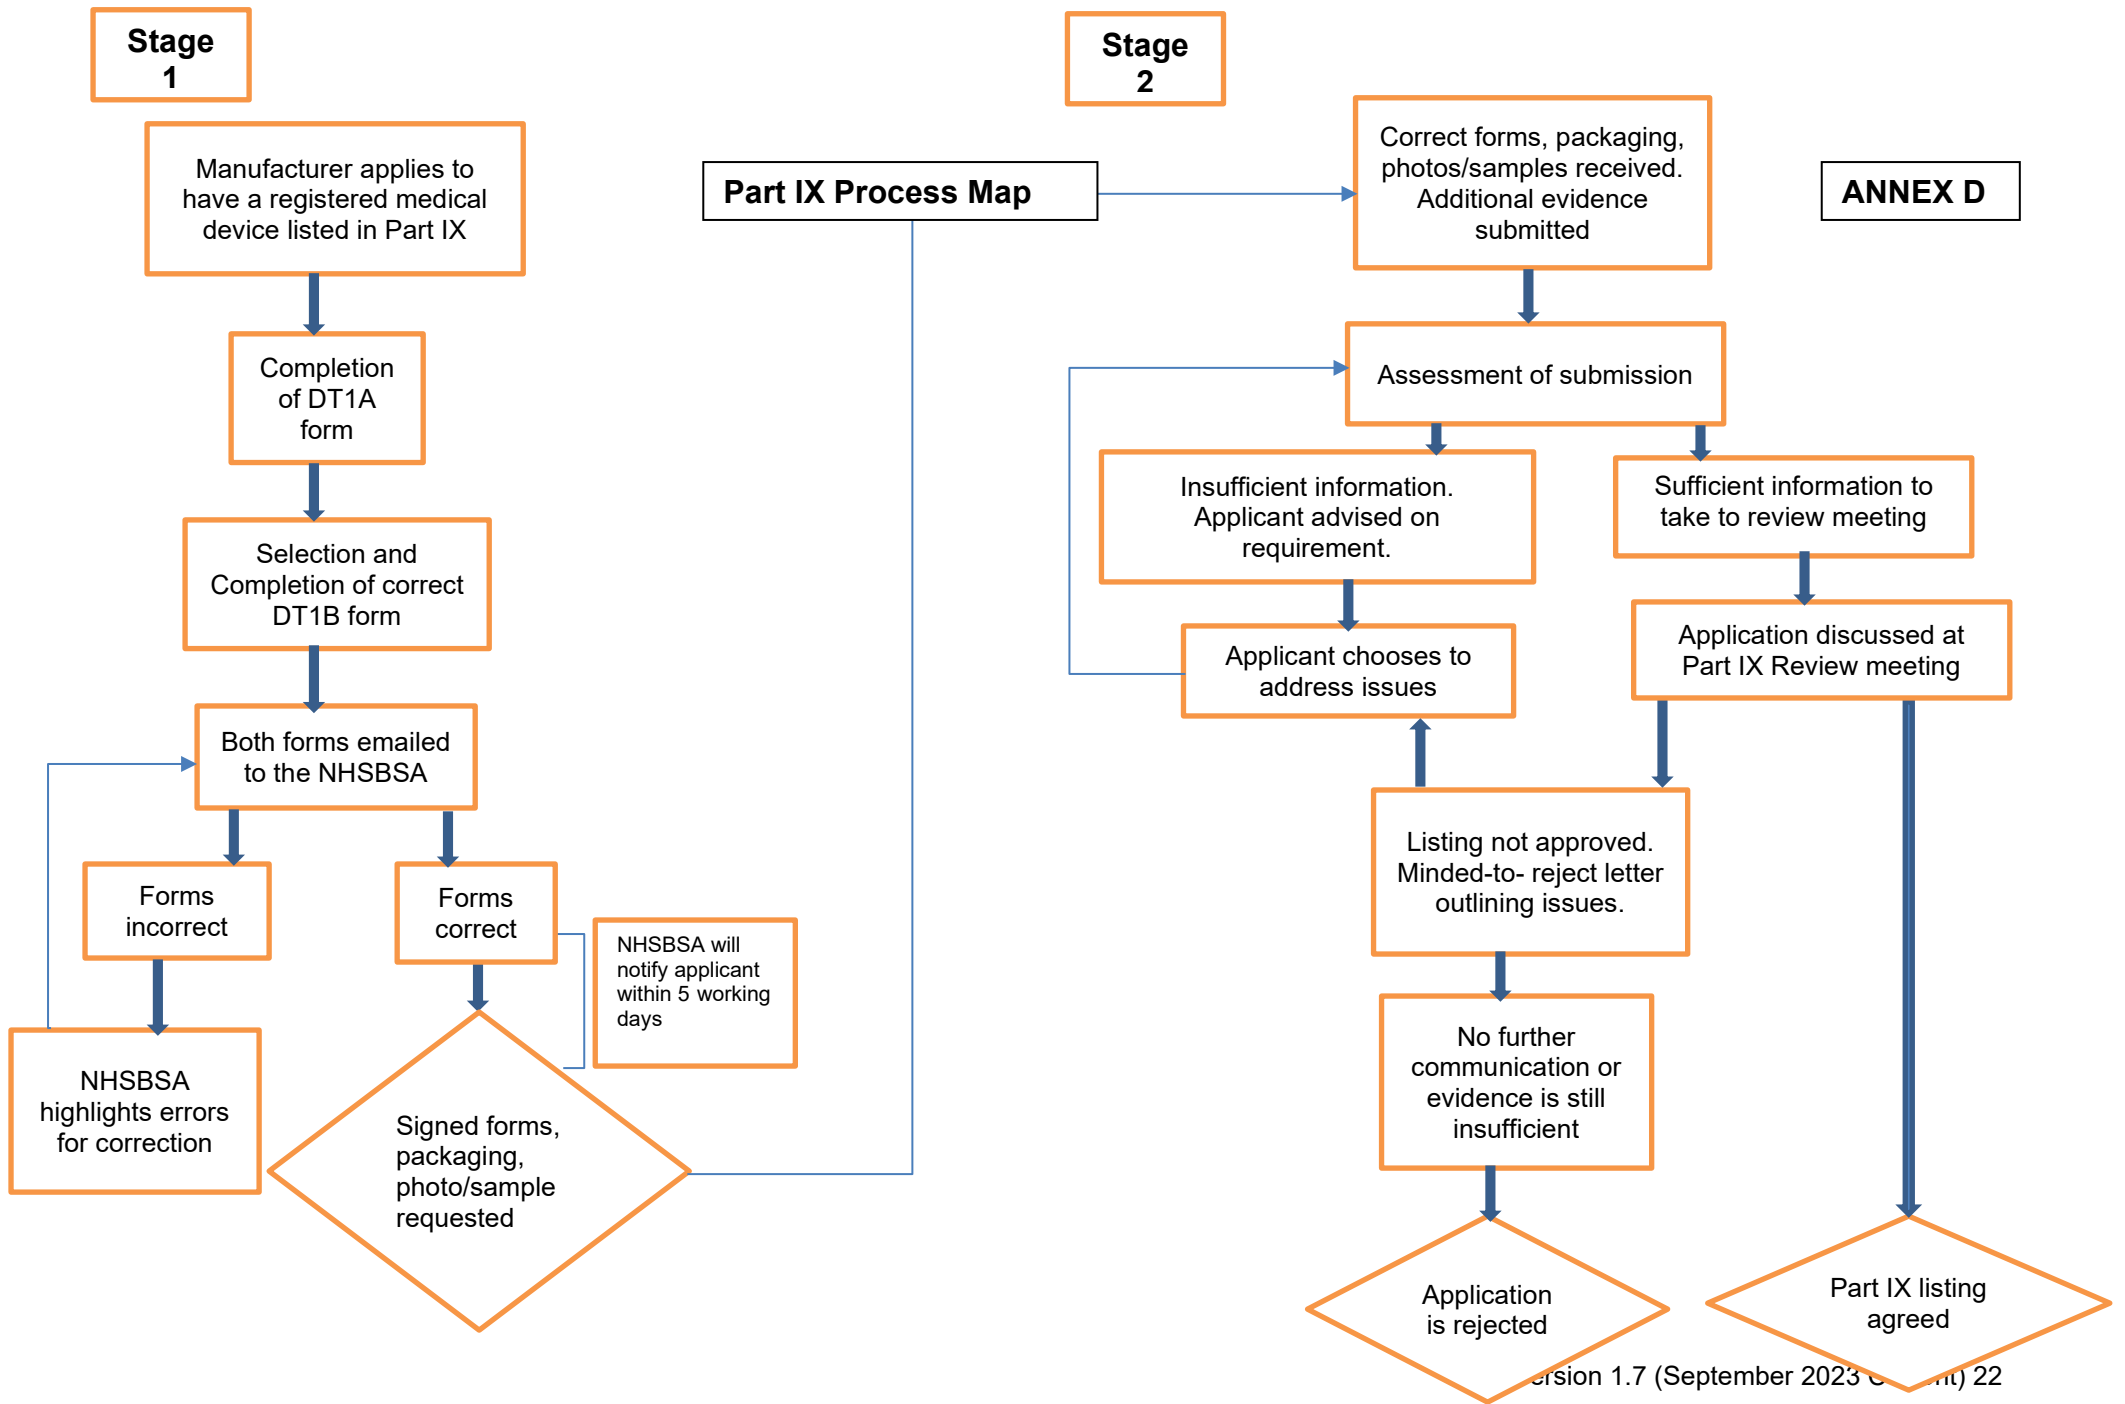 Stage
1
Manufacturer applies to
have a registered medical
device listed in Part IX
Completion
of DT1A
form
Selection and
Completion of correct
DT1B form
Both forms emailed
to the NHSBSA
Forms
incorrect
Forms
correct
NHSBSA will
notify applicant
within 5 working
days
NHSBSA
highlights errors
for correction
Signed forms,
packaging,
photo/sample
requested
Part IX Process Map
Stage
2
Correct forms, packaging,
photos/samples received.
Additional evidence
submitted
ANNEX D
Assessment of submission
Insufficient information.
Applicant advised on
requirement.
Sufficient information to
take to review meeting
Applicant chooses to
address issues
Application discussed at
Part IX Review meeting
Listing not approved.
Minded-to- reject letter
outlining issues.
No further
communication or
evidence is still
insufficient
Application
is rejected
Part IX listing
agreed
1.7 (September 2023 22